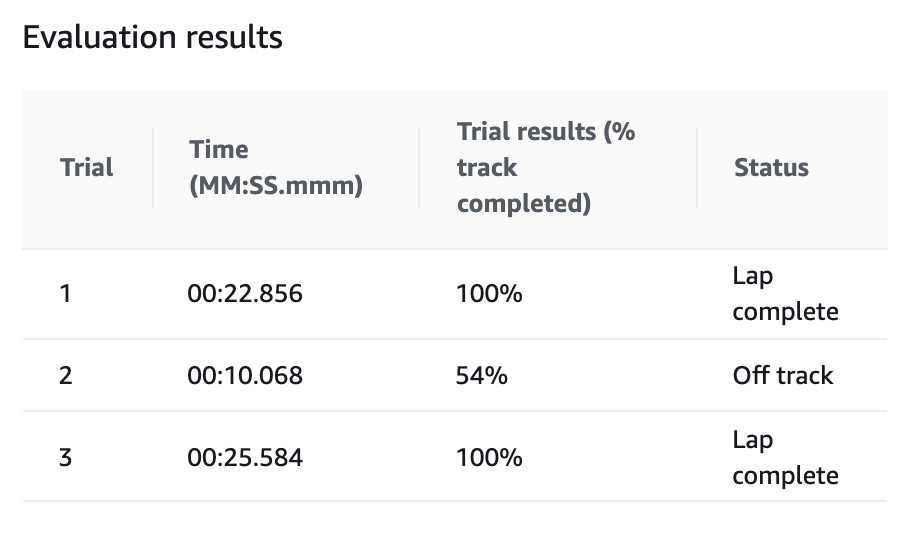 Evaluation results
Trial
Time
(MM:SS.mmm)
Trial results (%
track
completed)
Status
1
00:22.856
100%
Lap
complete
2
00:10.068
54%
Off track
3
00:25.584
100%
Lap
complete